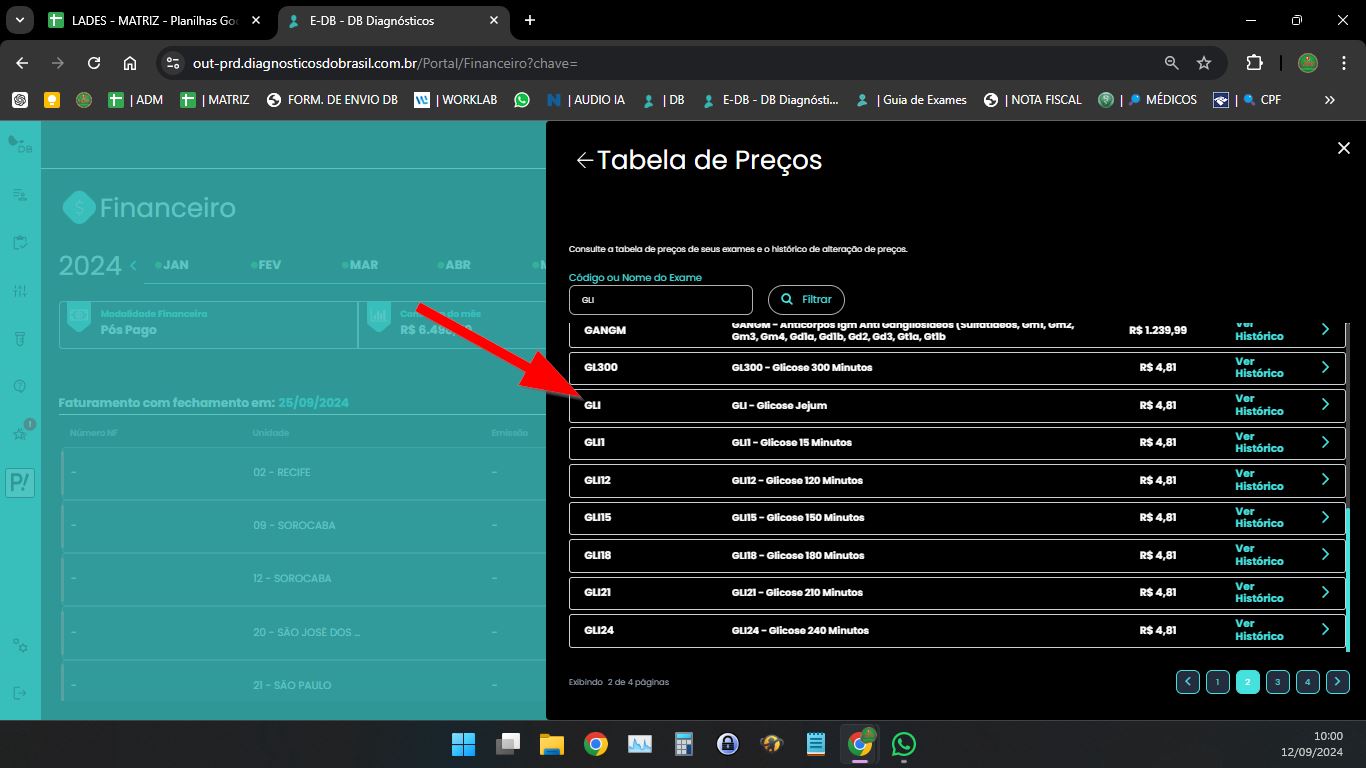 LADES - MATRIZ - Planilhas Goo
E-DB - DB Diagnósticos
out-prd.diagnosticosdobrasil.com.br/Portal/Financeiro?chave=
| ADM
| MATRIZ
FORM. DE ENVIO DB
| WORKLAB
| AUDIO IA
| DB
E-DB - DB Diagnósti...
| Guia de Exames
| NOTA FISCAL
| MÉDICOS
| CPF
DB
Financeiro
2024
JAN
FEV
MAR
ABR
Modalidade Financeira
Pós Pago
R$ 6.49
Faturamento com fechamento em: 25/09/2024
Número NF
Unidade
Emissão
-
02 - RECIFE
-
-
09 - SOROCABA
-
-
12 - SOROCABA
-
-
20 - SÃO JOSÉ DOS ...
-
-
21 - SÃO PAULO
-
P!
Tabela de Preços
Consulte a tabela de preços de seus exames e o histórico de alteração de preços.
Código ou Nome do Exame
GLI
Filtrar
GANGM
GANGM - Anticorpos Igm Anti Gangliosideos (Sulfatideos, Gm1, Gm2,
Gm3, Gm4, Gd1a, Gd1b, Gd2, Gd3, Gt1a, Gt1b
R$ 1.239,99
Ver
Histórico
GL300
GL300 - Glicose 300 Minutos
R$ 4,81
Ver
Histórico
GLI
GLI - Glicose Jejum
R$ 4,81
Ver
Histórico
GLI1
GLI1 - Glicose 15 Minutos
R$ 4,81
Ver
Histórico
GLI12
GLI12 - Glicose 120 Minutos
R$ 4,81
Ver
Histórico
GLI15
GLI15 - Glicose 150 Minutos
R$ 4,81
Ver
Histórico
GLI18
GLI18 - Glicose 180 Minutos
R$ 4,81
Ver
Histórico
GLI21
GLI21 - Glicose 210 Minutos
R$ 4,81
Ver
Histórico
GLI24
GLI24 - Glicose 240 Minutos
R$ 4,81
Ver
Histórico
Exibindo 2 de 4 páginas
1
2
3
4
10:00
12/09/2024